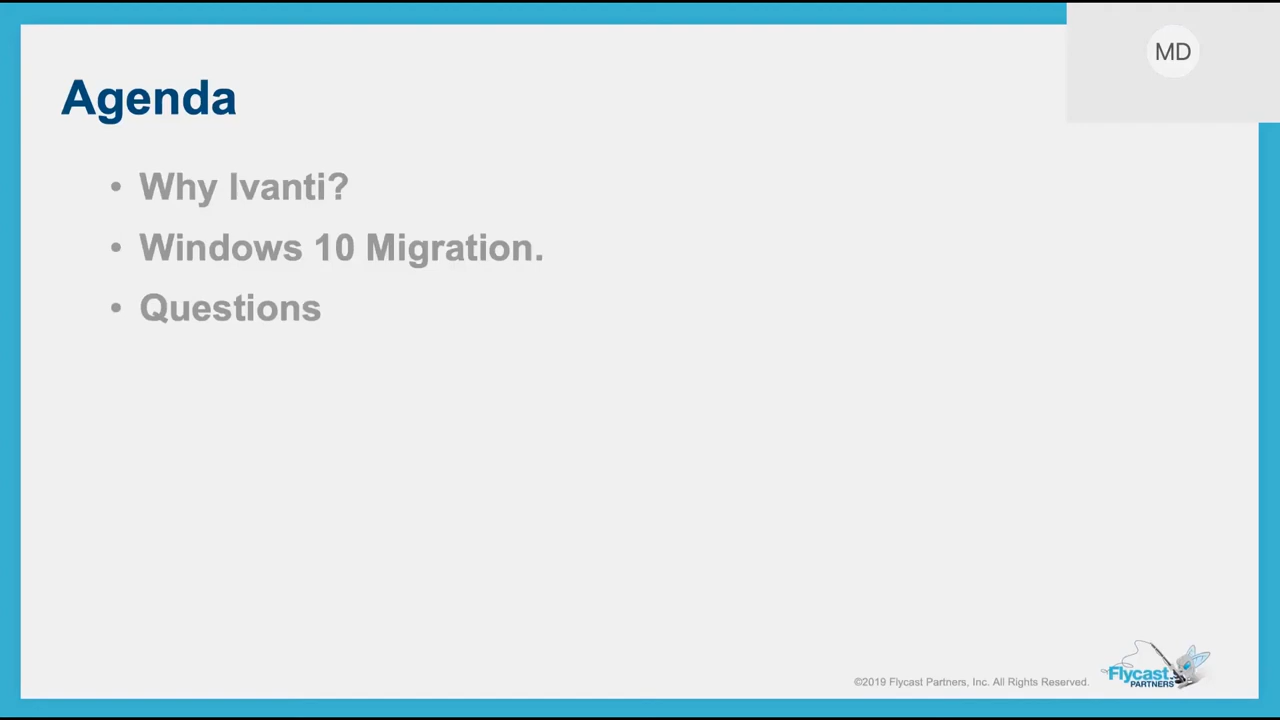 MD
Agenda
• Why Ivanti?
• Windows 10 Migration.
• Questions
©2019 Flycast Partners, Inc. All Rights Reserved.
Flycast
PARTNERS